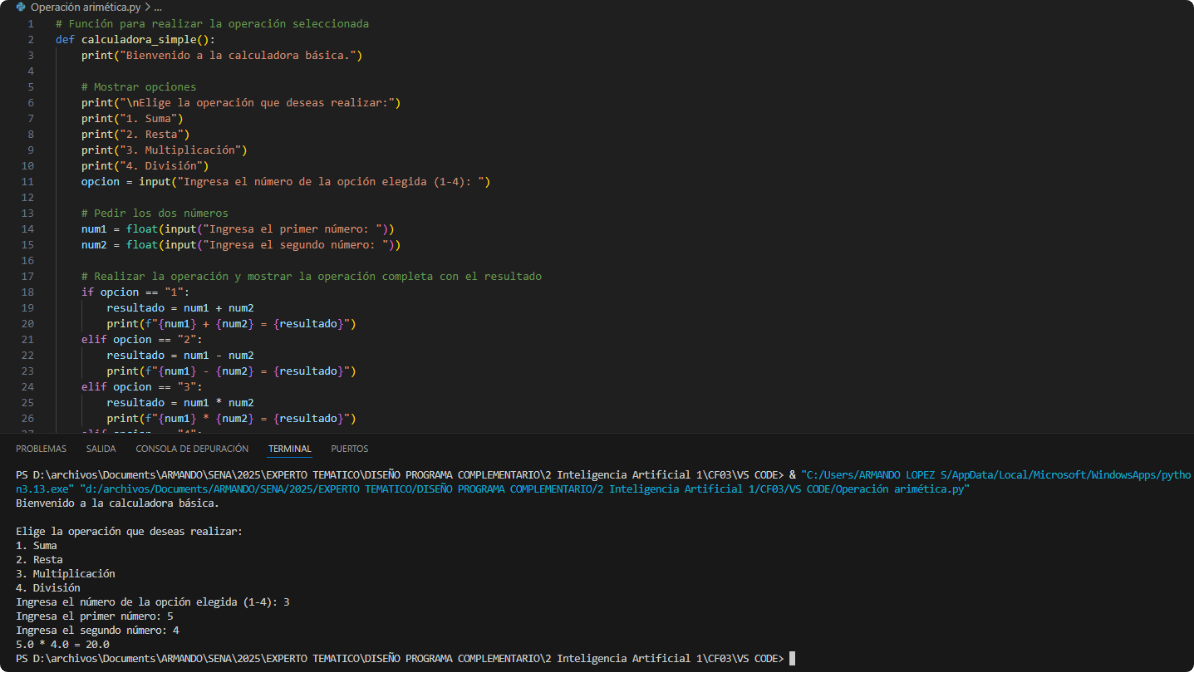 Operación arimética.py > ...
1 # Función para realizar la operación seleccionada
2 def calculadora_simple():
3 print("Bienvenido a la calculadora básica.")
4
5 # Mostrar opciones
6 print("\nElige la operación que deseas realizar:")
7 print("1. Suma")
8 print("2. Resta")
9 print("3. Multiplicación")
10 print("4. División")
11 opcion = input("Ingresa el número de la opción elegida (1-4): ")
12
13 # Pedir los dos números
14 num1 = float(input("Ingresa el primer número: "))
15 num2 = float(input("Ingresa el segundo número: "))
16
17 # Realizar la operación y mostrar la operación completa con el resultado
18 if opcion == "1":
19 resultado = num1 + num2
20 print(f"{num1} + {num2} = {resultado}")
21 elif opcion == "2":
22 resultado = num1 - num2
23 print(f"{num1} - {num2} = {resultado}")
24 elif opcion == "3":
25 resultado = num1 * num2
26 print(f"{num1} * {num2} = {resultado}")
27 elif opcion == "4":
PROBLEMAS SALIDA CONSOLA DE DEPURACIÓN TERMINAL PUERTOS
PS D:\archivos\Documents\ARMANDO\SENA\2025\EXPERTO TEMATICO\DISEÑO PROGRAMA COMPLEMENTARIO\2 Inteligencia Artificial 1\CF03\VS CODE> & "C:/Users/ARMANDO LOPEZ S/AppData/Local/Microsoft/WindowsApps/pytho
n3.13.exe" "d:/archivos/Documents/ARMANDO/SENA/2025/EXPERTO TEMATICO/DISEÑO PROGRAMA COMPLEMENTARIO/2 Inteligencia Artificial 1/CF03/VS CODE/Operación arimética.py"
Bienvenido a la calculadora básica.

Elige la operación que deseas realizar:
1. Suma
2. Resta
3. Multiplicación
4. División
Ingresa el número de la opción elegida (1-4): 3
Ingresa el primer número: 5
Ingresa el segundo número: 4
5.0 * 4.0 = 20.0
PS D:\archivos\Documents\ARMANDO\SENA\2025\EXPERTO TEMATICO\DISEÑO PROGRAMA COMPLEMENTARIO\2 Inteligencia Artificial 1\CF03\VS CODE>